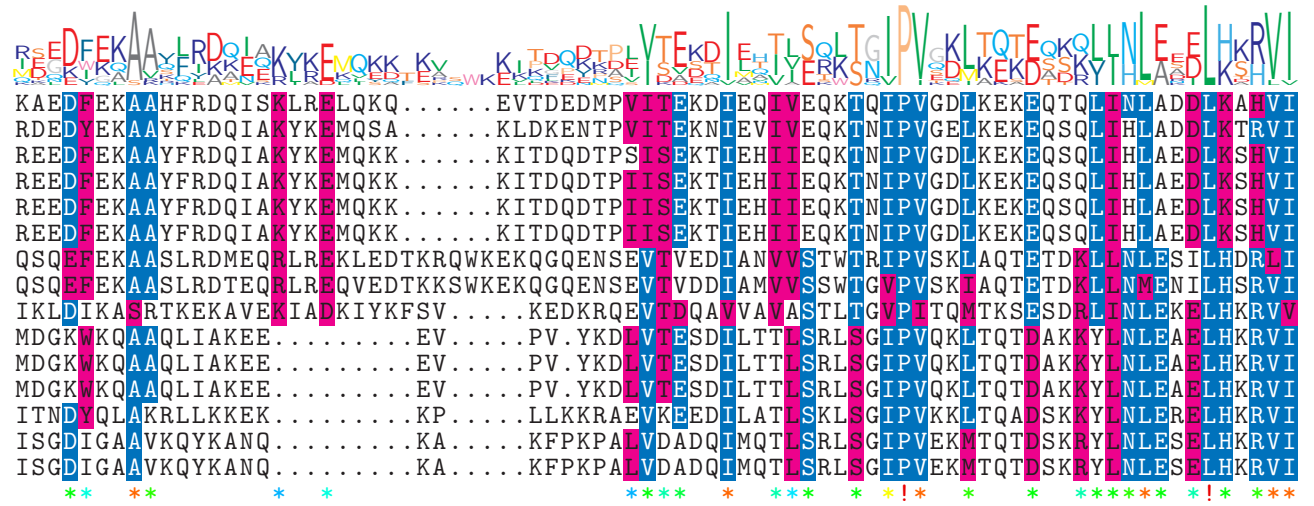 KAEDFEKAAHFRDQISKLRELQKQ......EVTDEDMPVITEKDIEQIVEQKTQIPVGDLKEKEQTQLINLADDLKAHVI
RDEDYEKAAYFRDQIAKYKEMQSA......KLDKENTPVITEKNIEVIVEQKTNIPVGELKEKEQSQLIHLADDLKTRVI
REEDFEKAAYFRDQIAKYKEMQKK......KITDQDTPSISEKTIEHIIEQKTNIPVGDLKEKEQSQLIHLAEDLKSHVI
REEDFEKAAYFRDQIAKYKEMQKK......KITDQDTPIISEKTIEHIIEQKTNIPVGDLKEKEQSQLIHLAEDLKSHVI
REEDFEKAAYFRDQIAKYKEMQKK......KITDQDTPIISEKTIEHIIEQKTNIPVGDLKEKEQSQLIHLAEDLKSHVI
REEDFEKAAYFRDQIAKYKEMQKK......KITDQDTPIISEKTIEHIIEQKTNIPVGDLKEKEQSQLIHLAEDLKSHVI
QSQEFEKAASLRDMEQRLREKLEDTKRQWKEKQGQENSEVTVEDIANVVSTWTRIPVSKLAQTETDKLLNLESILHDRLI
QSQEFEKAASLRDTEQRLREQVEDTKKSWKEKQGQENSEVTVDDIAMVVSSWTGVPVSKIAQTETDKLLNMENILHSRVI
IKLDIKASRTKEKAVEKIADKIYKFSV.....KEDKRQEVTDQAVVAVASTLTGVPITQMTKSESDRLINLEKELHKRVV
MDGKWKQAAQLIAKEE.........EV.....PV.YKDLVTESDILTTLSRLSGIPVQKLTQTDAKKYLNLEAELHKRVI
MDGKWKQAAQLIAKEE.........EV.....PV.YKDLVTESDILTTLSRLSGIPVQKLTQTDAKKYLNLEAELHKRVI
MDGKWKQAAQLIAKEE.........EV.....PV.YKDLVTESDILTTLSRLSGIPVQKLTQTDAKKYLNLEAELHKRVI
ITNDYQLAKRLLKKEK.........KP.....LLKKRAEVKEEDILATLSKLSGIPVKKLTQADSKKYLNLERELHKRVI
ISGDIGAAVKQYKANQ.........KA.....KFPKPALVDADQIMQTLSRLSGIPVEKMTQTDSKRYLNLESELHKRVI
ISGDIGAAVKQYKANQ.........KA.....KFPKPALVDADQIMQTLSRLSGIPVEKMTQTDSKRYLNLESELHKRVI
** ** * * **** * *** * *!* * * ****** *! * ***